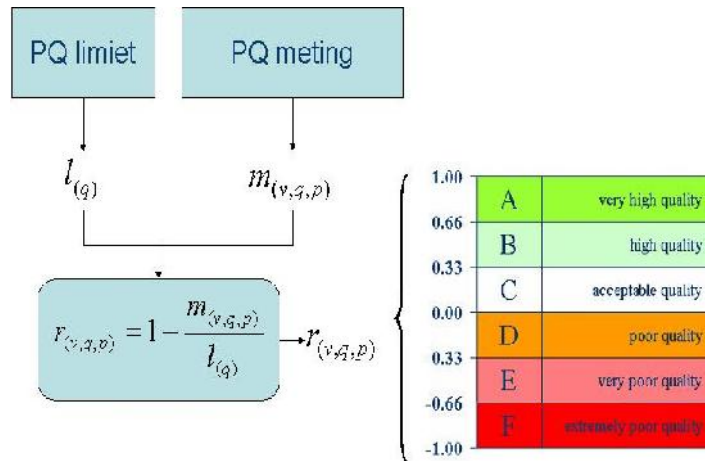 PQ limiet
PQ meting
l(q)
m(v,q,p)
r(v,q,p) = 1 − m(v,q,p) / l(q)
r(v,q,p)
1.00
A very high quality
0.66
B high quality
0.33
C acceptable quality
0.00
D poor quality
0.33
E very poor quality
-0.66
F extremely poor quality
-1.00